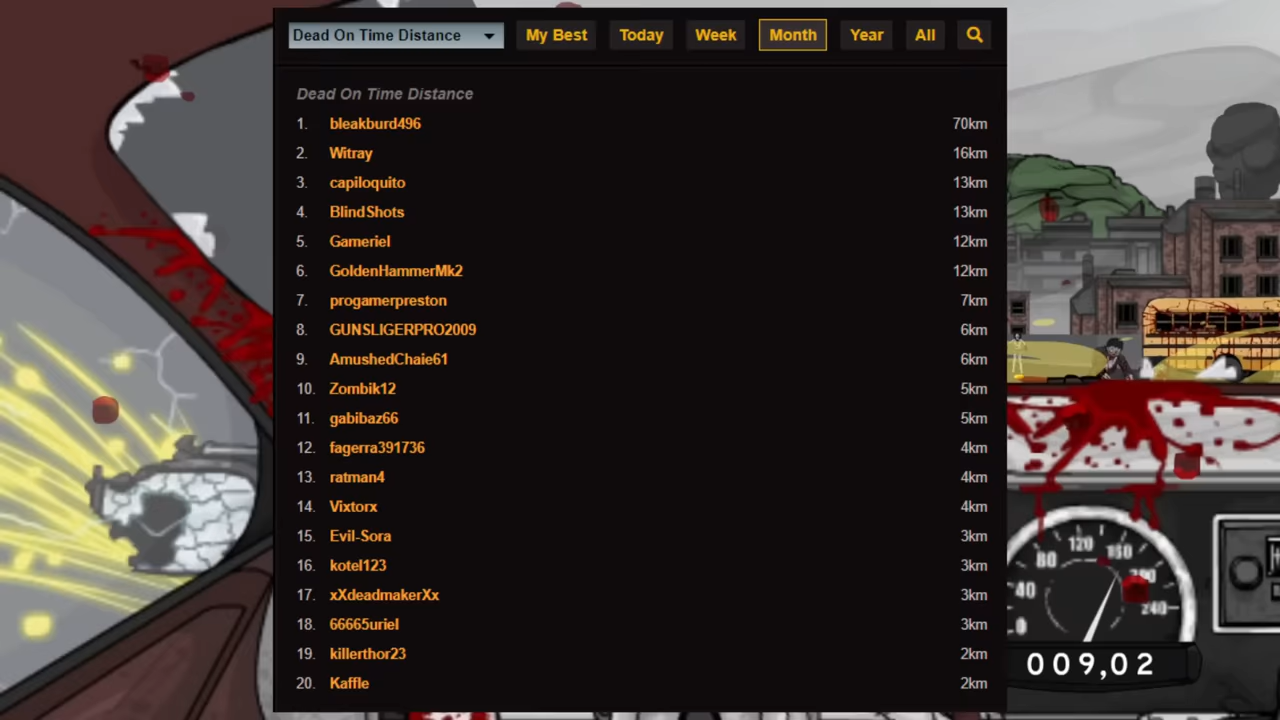 Dead On Time Distance My Best Today Week Month Year All
Dead On Time Distance
1. bleakburd496 70km
2. Witray 16km
3. capiloquito 13km
4. BlindShots 13km
5. Gameriel 12km
6. GoldenHammerMk2 12km
7. progamerpreston 7km
8. GUNSLIGERPRO2009 6km
9. AmushedChaie61 6km
10. Zombik12 5km
11. gabibaz66 5km
12. fagerra391736 4km
13. ratman4 4km
14. Vixtorx 4km
15. Evil-Sora 3km
16. kotel123 3km
17. xXdeadmakerXx 3km
18. 66665uriel 3km
19. killerthor23 2km
20. Kaffle 2km
120 160
80
40 240
0
009,02